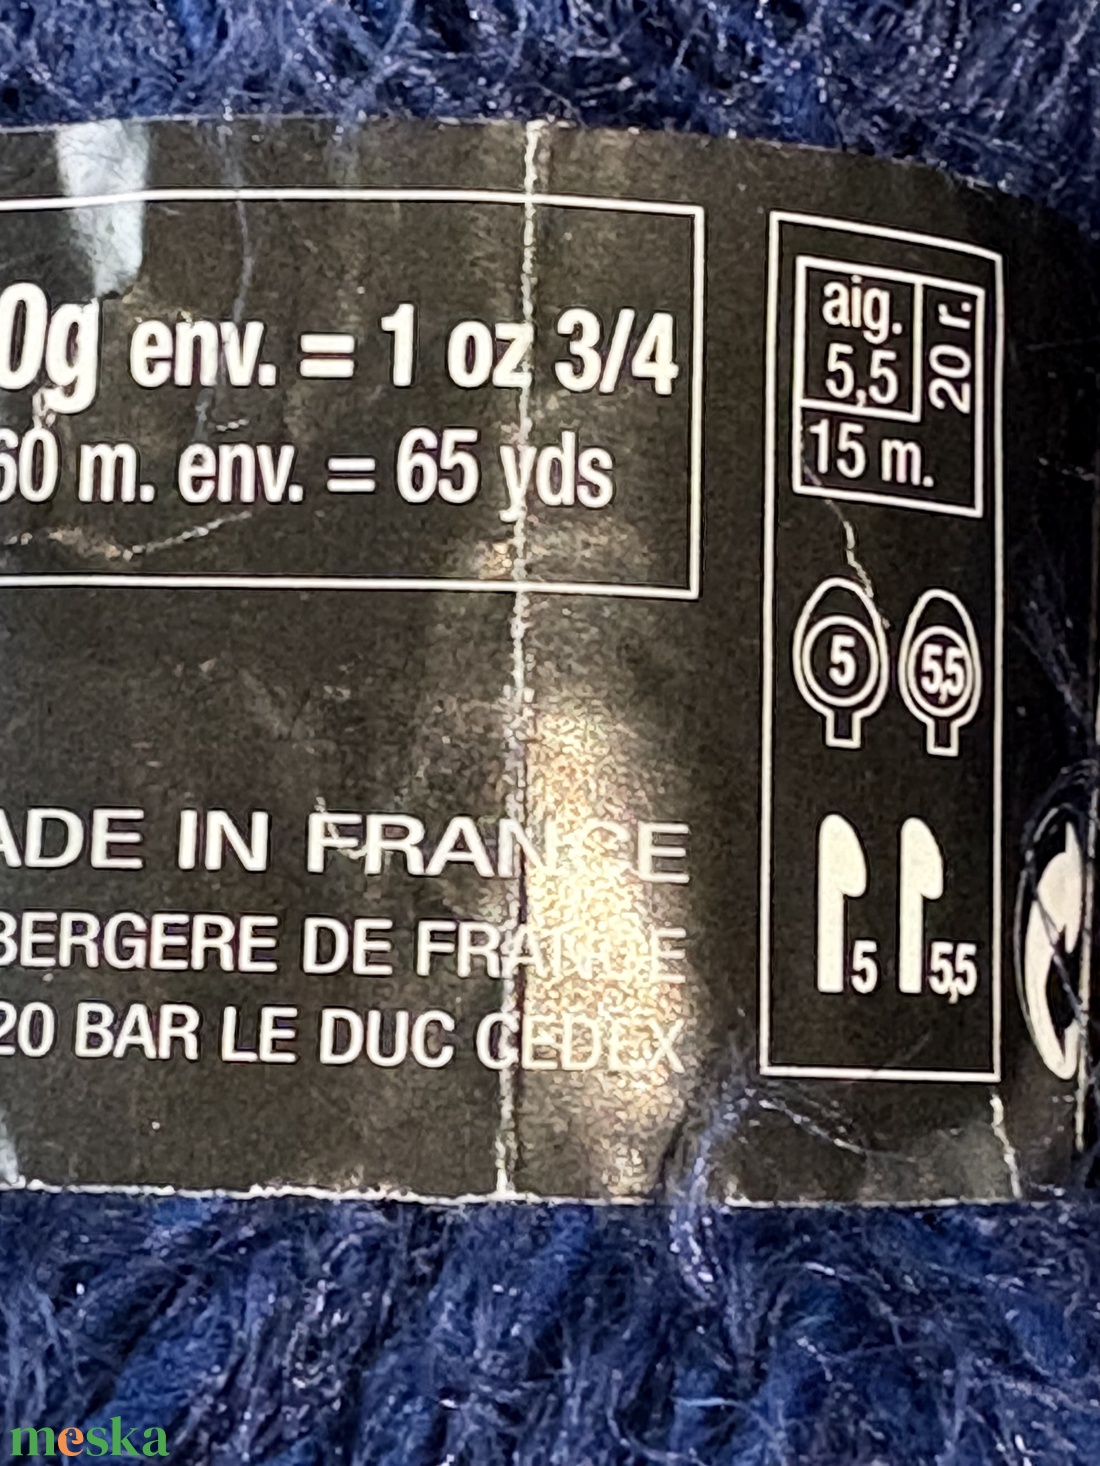 0g env. = 1 oz 3/4
60 m. env. = 65 yds
ADE IN FRANCE
BERGERE DE FRANCE
20 BAR LE DUC CEDEX
aig.
5,5
20 r.
15 m.
5 5,5
5 5,5
meska